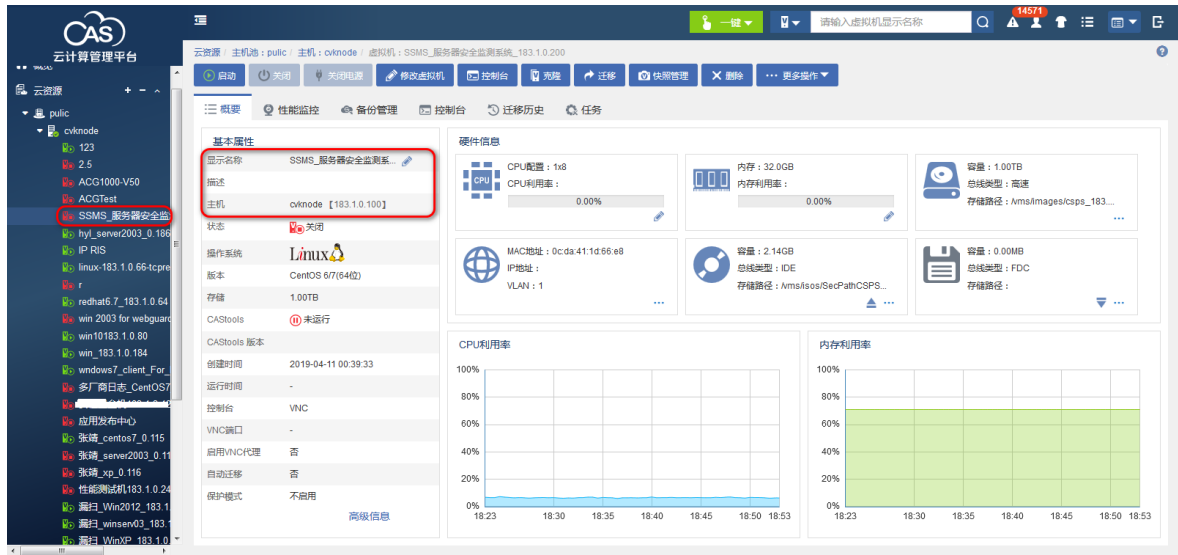 CAS
云计算管理平台
一键
请输入虚拟机显示名称
14571
云资源 / 主机池：pulic / 主机：cvknode / 虚拟机：SSMS_服务器安全监测系统_183.1.0.200
启动 关闭 关闭电源 修改虚拟机 控制台 克隆 迁移 快照管理 删除 更多操作
概要 性能监控 备份管理 控制台 迁移历史 任务
概览
云资源
pulic
cvknode
123
2.5
ACG1000-V50
ACGTest
SSMS_服务器安全监
hyl_server2003_0.186
IP RIS
linux-183.1.0.66-tcpre
r
redhat6.7_183.1.0.64
win 2003 for webguard
win10183.1.0.80
win_183.1.0.184
wndows7_client_For_
多厂商日志_CentOS7
应用发布中心
张靖_centos7_0.115
张靖_server2003_0.11
张靖_xp_0.116
性能测试机183.1.0.24
漏扫_Win2012_183.1.
漏扫_winserv03_183.1
漏扫_WinXP_183.1.0.
基本属性
显示名称 SSMS_服务器安全监测系...
描述
主机 cvknode【183.1.0.100】
状态 关闭
操作系统 Linux
版本 CentOS 6/7(64位)
存储 1.00TB
CAStools 未运行
CAStools 版本
创建时间 2019-04-11 00:39:33
运行时间 -
控制台 VNC
VNC端口 -
启用VNC代理 否
自动迁移 否
保护模式 不启用
高级信息
硬件信息
CPU
CPU配置：1x8
CPU利用率：
0.00%
内存：32.0GB
内存利用率：
0.00%
容量：1.00TB
总线类型：高速
存储路径：/vms/images/csps_183....
MAC地址：0c:da:41:1d:66:e8
IP地址：
VLAN：1
容量：2.14GB
总线类型：IDE
存储路径：/vms/isos/SecPathCSPS...
容量：0.00MB
总线类型：FDC
存储路径：
CPU利用率
100%
80%
60%
40%
20%
0%
18:23 18:30 18:35 18:40 18:45 18:50 18:53
内存利用率
100%
80%
60%
40%
20%
0%
18:23 18:30 18:35 18:40 18:45 18:50 18:53